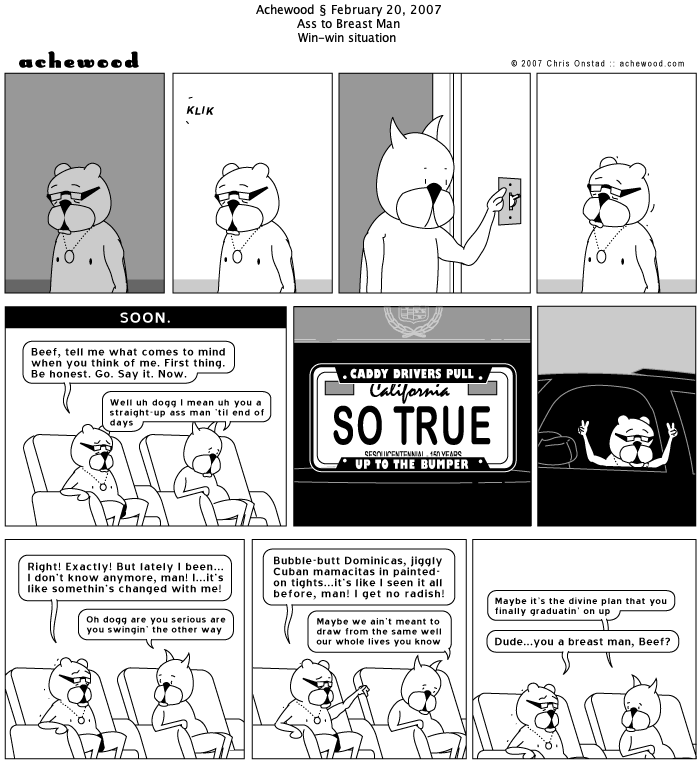 Achewood § February 20, 2007
Ass to Breast Man
Win-win situation
achewood
© 2007 Chris Onstad :: achewood.com
KLIK
SOON.
Beef, tell me what comes to mind
when you think of me. First thing.
Be honest. Go. Say it. Now.
Well uh dogg I mean uh you a
straight-up ass man 'til end of
days
. CADDY DRIVERS PULL .
California
SO TRUE
SESQUICENTENNIAL - 150 YEARS
UP TO THE BUMPER
Right! Exactly! But lately I been...
I don't know anymore, man! I...it's
like somethin's changed with me!
Oh dogg are you serious are
you swingin' the other way
Bubble-butt Dominicas, jiggly
Cuban mamacitas in painted-
on tights...it's like I seen it all
before, man! I get no radish!
Maybe we ain't meant to
draw from the same well
our whole lives you know
Maybe it's the divine plan that you
finally graduatin' on up
Dude...you a breast man, Beef?